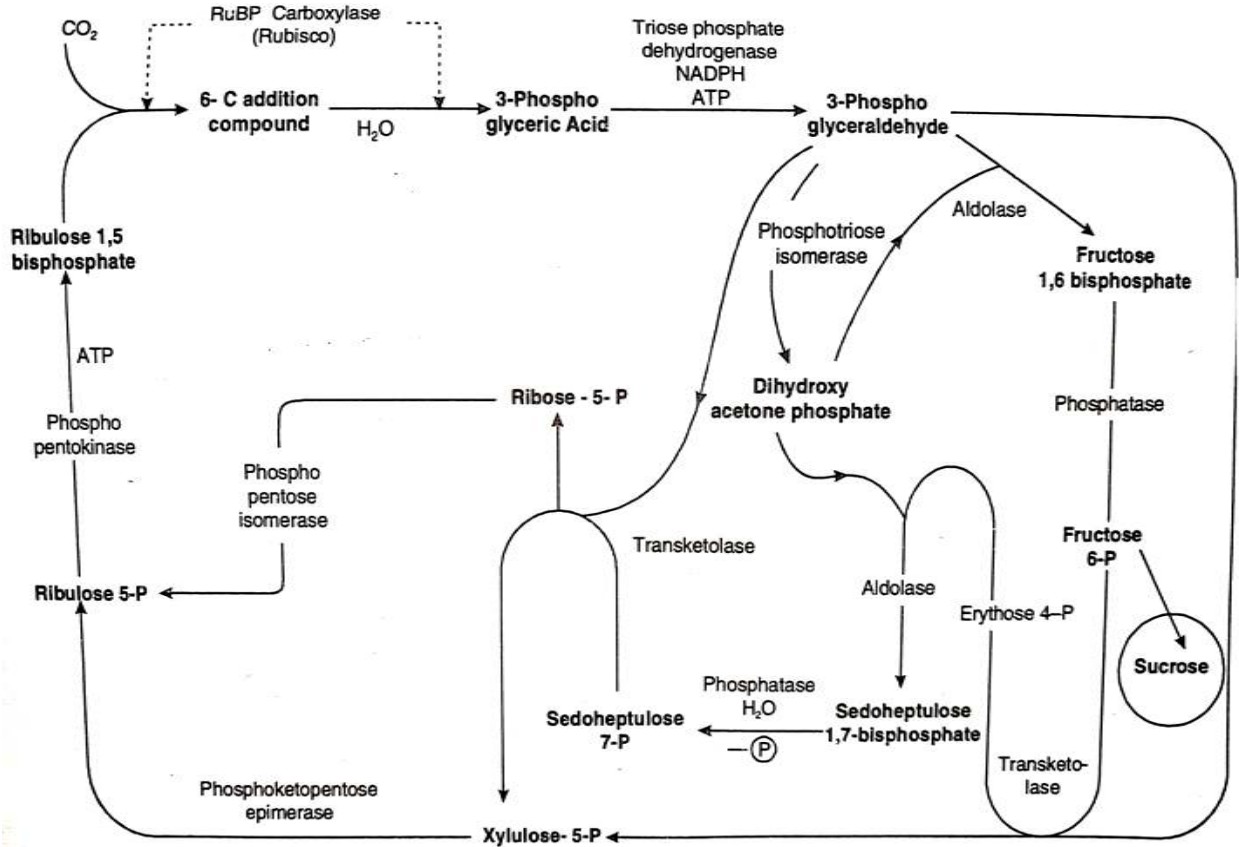 RuBP Carboxylase
(Rubisco)
CO2
Triose phosphate
dehydrogenase
NADPH
ATP
6- C addition
compound
H2O
3-Phospho
glyceric Acid
3-Phospho
glyceraldehyde
Ribulose 1,5
bisphosphate
Phosphotriose
isomerase
Aldolase
Fructose
1,6 bisphosphate
ATP
Phospho
pentokinase
Ribose - 5- P
Dihydroxy
acetone phosphate
Phosphatase
Phospho
pentose
isomerase
Transketolase
Fructose
6-P
Ribulose 5-P
Aldolase
Erythose 4–P
Sucrose
Phosphatase
H2O
– P
Sedoheptulose
7-P
Sedoheptulose
1,7-bisphosphate
Transketo-
lase
Phosphoketopentose
epimerase
Xylulose- 5-P